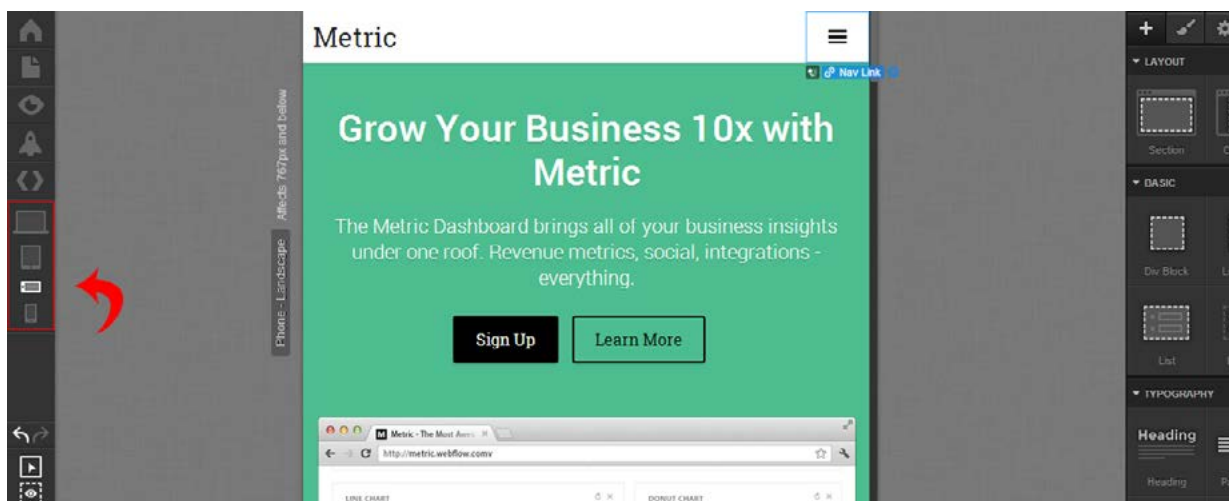 Metric
Nav Link
LAYOUT
Affects 767px and below
Section
Grow Your Business 10x with
Metric
BASIC
The Metric Dashboard brings all of your business insights
under one roof. Revenue metrics, social, integrations -
everything.
Div Block
Phone - Landscape
Sign Up
Learn More
List
TYPOGRAPHY
Metric - The Most Awes
http://metric.webflow.comv
Heading
Heading
LINE CHART
DONUT CHART